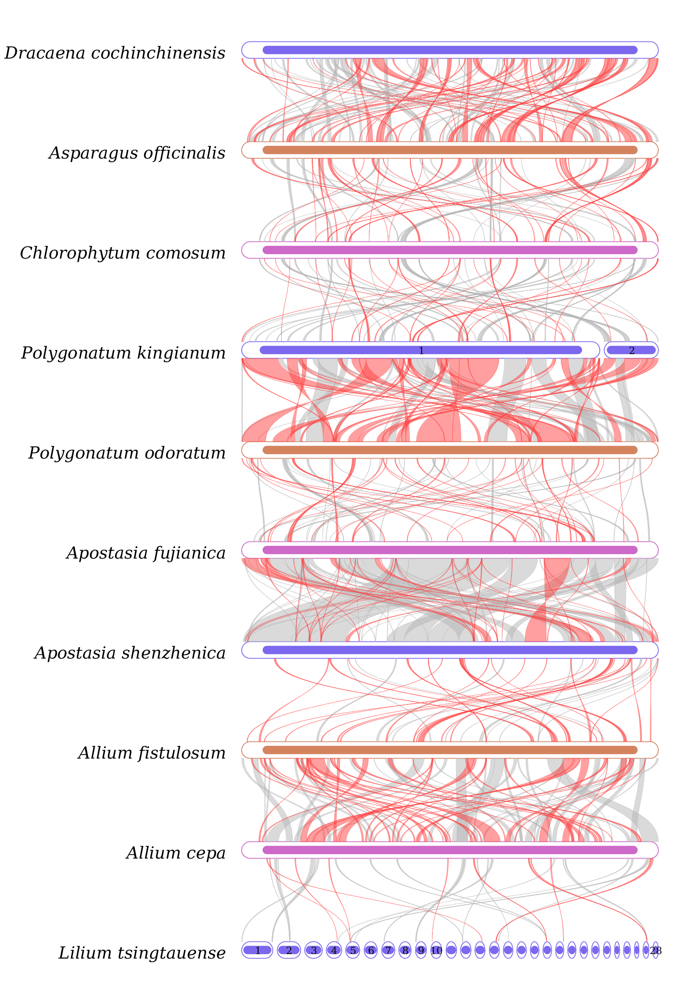 Dracaena cochinchinensis
Asparagus officinalis
Chlorophytum comosum
Polygonatum kingianum 1 2
Polygonatum odoratum
Apostasia fujianica
Apostasia shenzhenica
Allium fistulosum
Allium cepa
Lilium tsingtauense 1 2 3 4 5 6 7 8 9 10 28